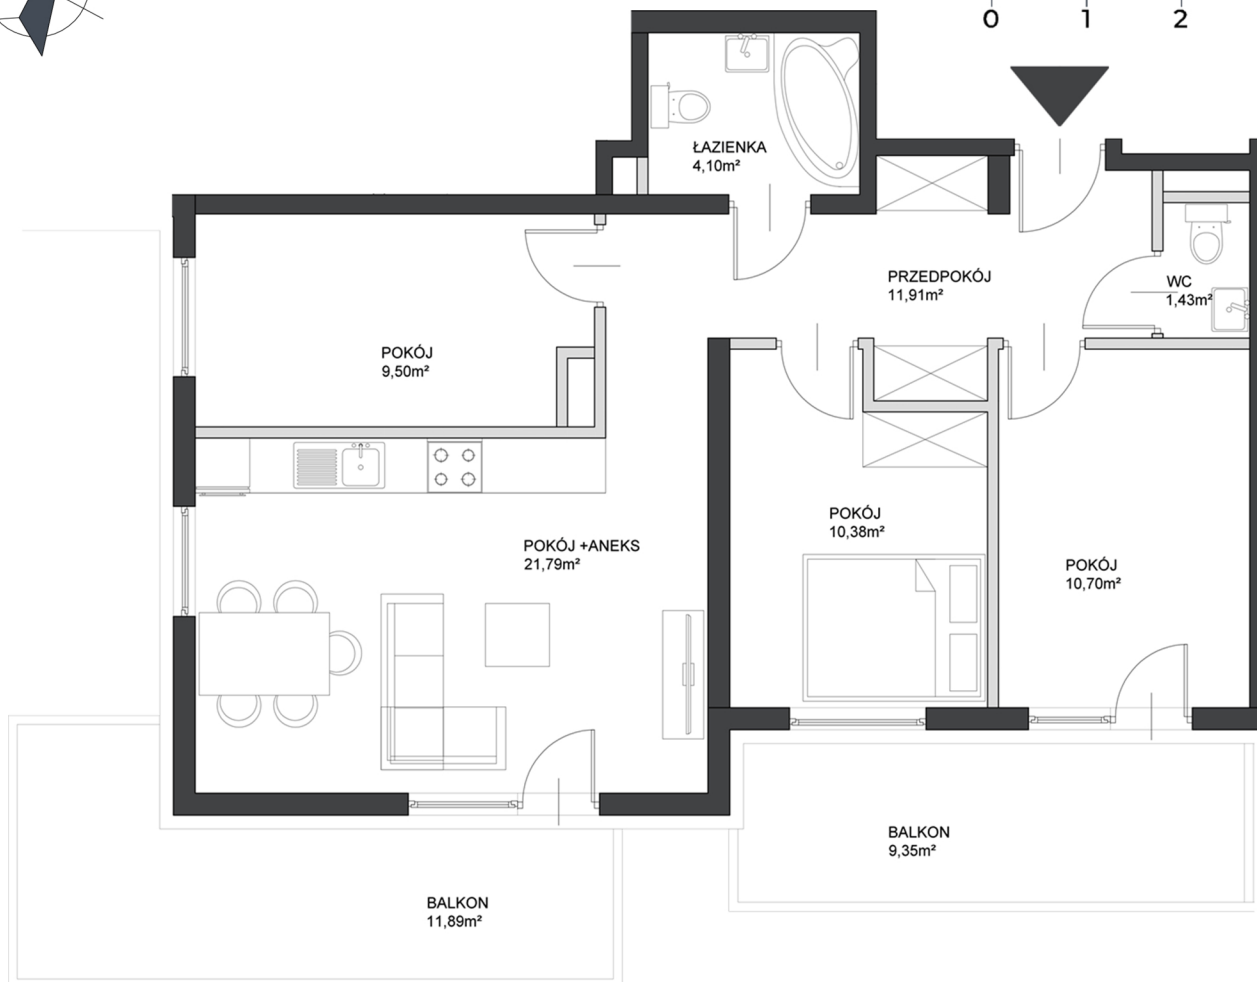 0 1 2
ŁAZIENKA
4,10m²
PRZEDPOKÓJ
11,91m²
WC
1,43m²
POKÓJ
9,50m²
POKÓJ
10,38m²
POKÓJ +ANEKS
21,79m²
POKÓJ
10,70m²
BALKON
9,35m²
BALKON
11,89m²